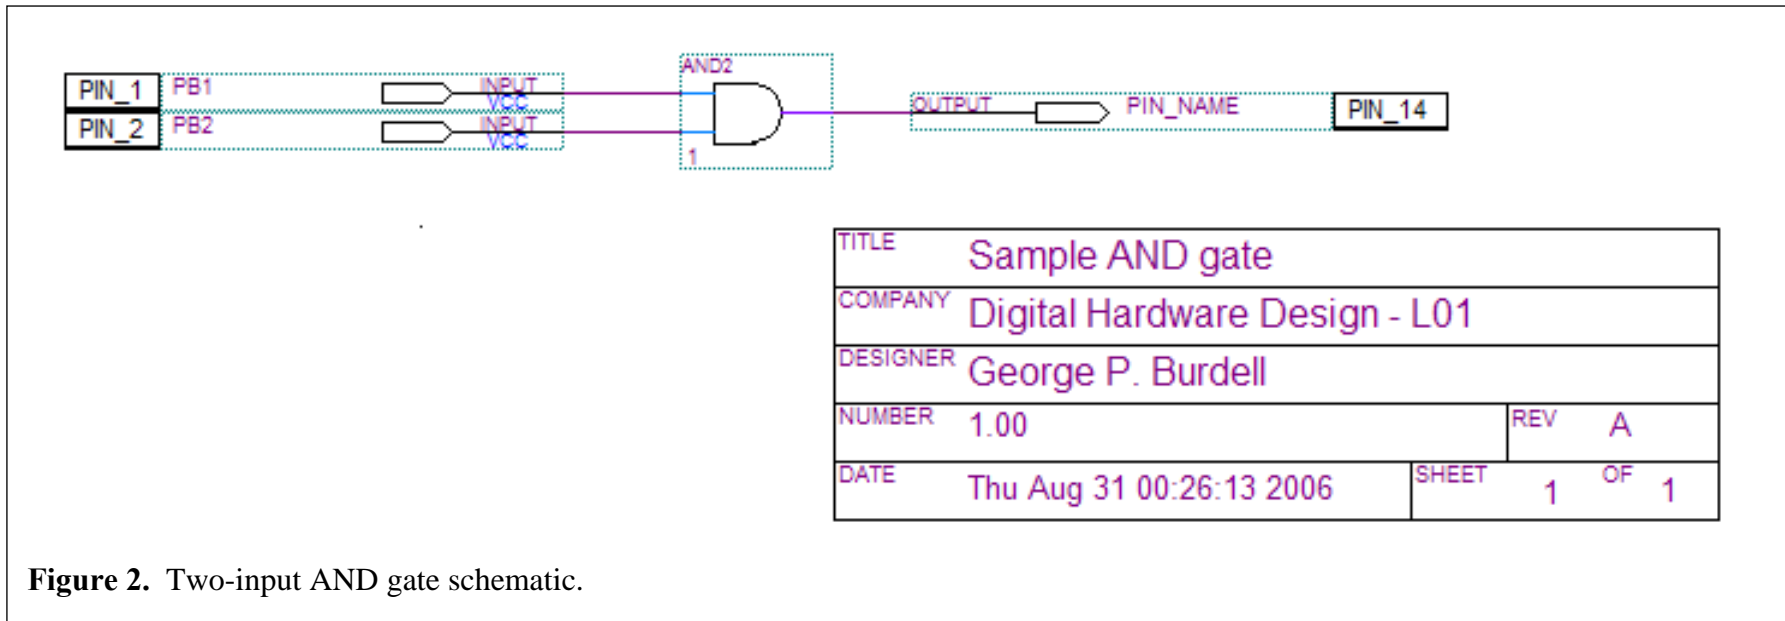 AND2
PIN_1 PB1 INPUT VCC OUTPUT PIN_NAME PIN_14
PIN_2 PB2 INPUT VCC
1
TITLE Sample AND gate
COMPANY Digital Hardware Design - L01
DESIGNER George P. Burdell
NUMBER 1.00 REV A
DATE Thu Aug 31 00:26:13 2006 SHEET 1 OF 1
Figure 2. Two-input AND gate schematic.